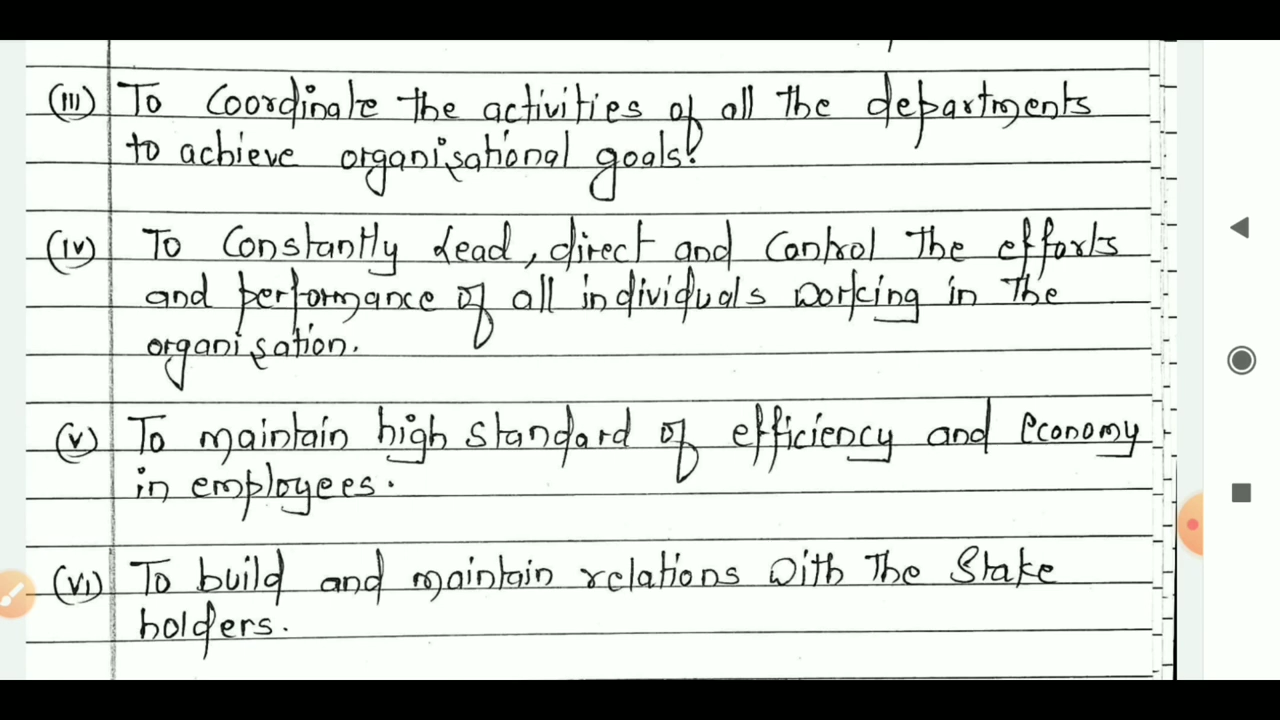 (III) To Coordinate the activities of all the departments
to achieve organisational goals.
(IV) To Constantly Lead, direct and Control the efforts
and performance of all individuals working in the
organisation.
(V) To maintain high standard of efficiency and economy
in employees.
(VI) To build and maintain relations with the Stake
holders.